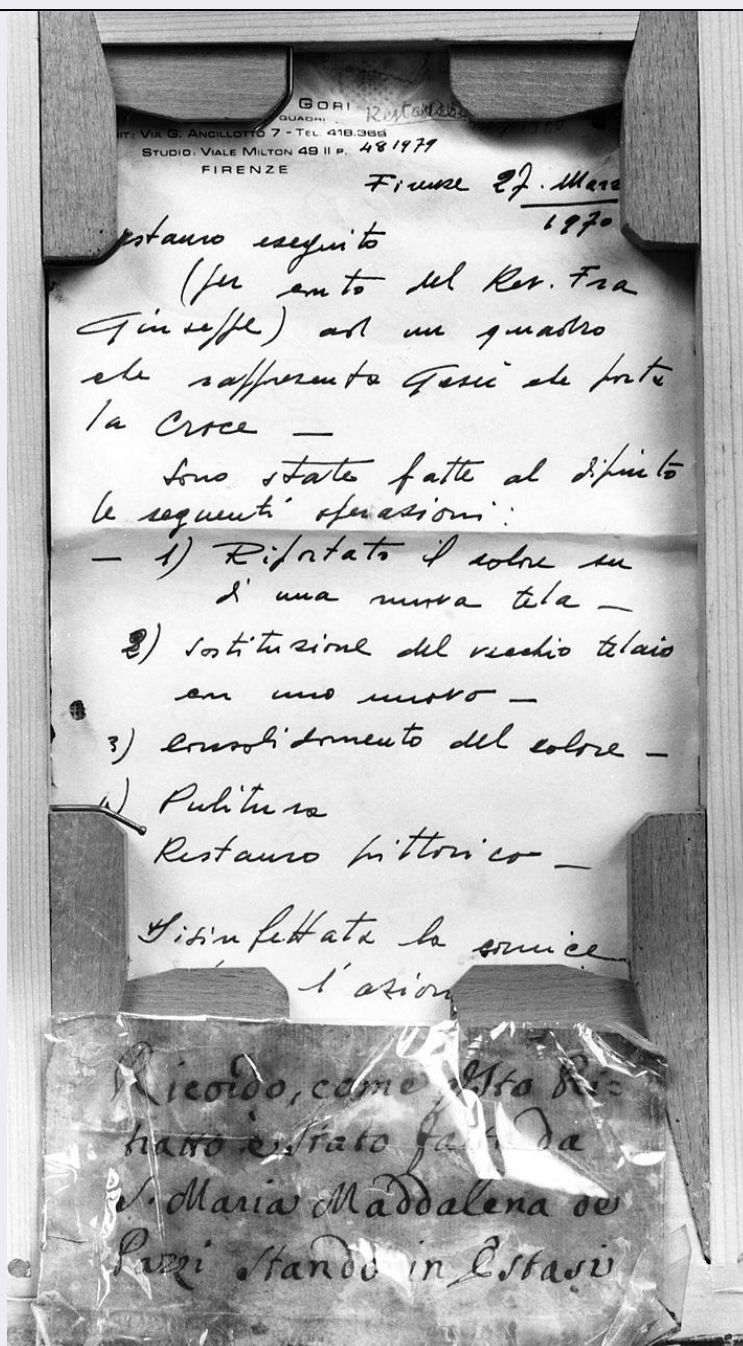 GORI
QUADRI
VIA G. ANCILLOTTO 7 - TEL. 418.369
STUDIO: VIALE MILTON 49 II P. 481979
FIRENZE
Firenze 27. Marz
1970
estauro eseguito
(per conto del Rev. Fra
Giuseppe) ad un quadro
che rappresenta Gesù che porta
la Croce —
Sono state fatte al dipinto
le seguenti operazioni:
— 1) Riportato il colore su
di una nuova tela —
2) Sostituzione del vecchio telaio
con uno nuovo —
3) Consolidamento del colore —
4) Pulitura
Restauro pittorico —
Disinfettata la cornice
l'azion
Ricordo, come Ri=
tratto è stato fatto da
S. Maria Maddalena de
Pazzi stando in Estasi